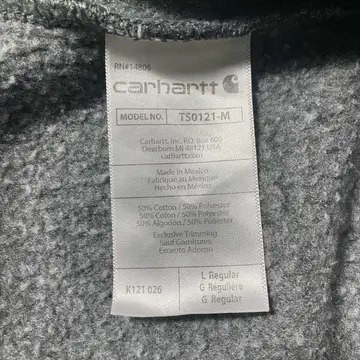 RN#14806
carhartt
MODEL NO. TS0121-M
Carhartt, Inc. P.O. Box 600
Dearborn MI 48121 USA
carhartt.com
Made in Mexico
Fabriqué au Mexique
Hecho en México
50% Cotton / 50% Polyester
50% Coton / 50% Polyester
50% Algodon / 50% Poliester
Exclusive Trimming
Sauf Garnitures
Excepto Adorno
K121 026
L Regular
G Régulière
G Regular